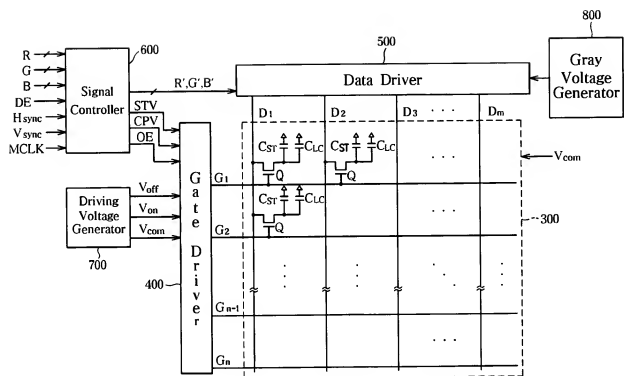 800
600
500
R
G
B
DE
Hsync
Vsync
MCLK
Signal
Controller
R',G',B'
STV
CPV
OE
Data Driver
Gray
Voltage
Generator
D1 D2 D3 . . . Dm
CST CLC CST CLC
Vcom
G1 Q Q
CST CLC
300
G2 Q
Driving
Voltage
Generator
700
Voff
Von
Vcom
400
Gate Driver
Gn-1
Gn